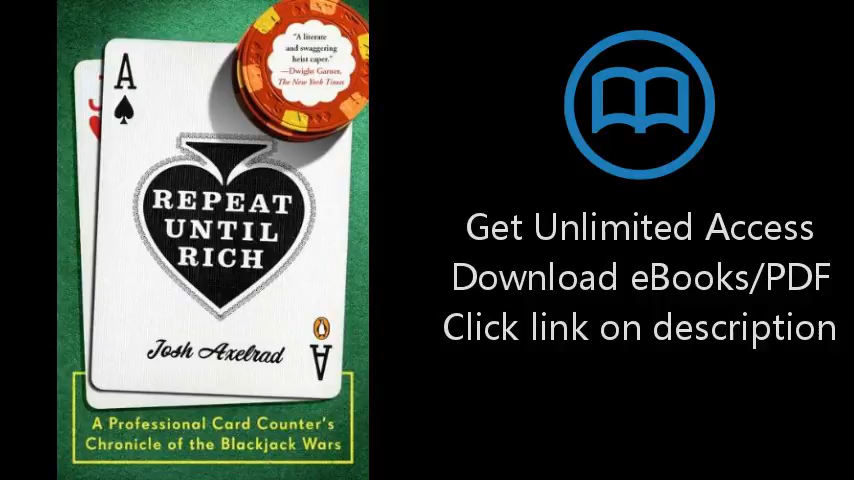 A
"A literate
and swaggering
heist caper."
—Dwight Garner,
The New York Times
REPEAT
UNTIL
RICH
Josh Axelrad
A
A Professional Card Counter's
Chronicle of the Blackjack Wars
Get Unlimited Access
Download eBooks/PDF
Click link on description